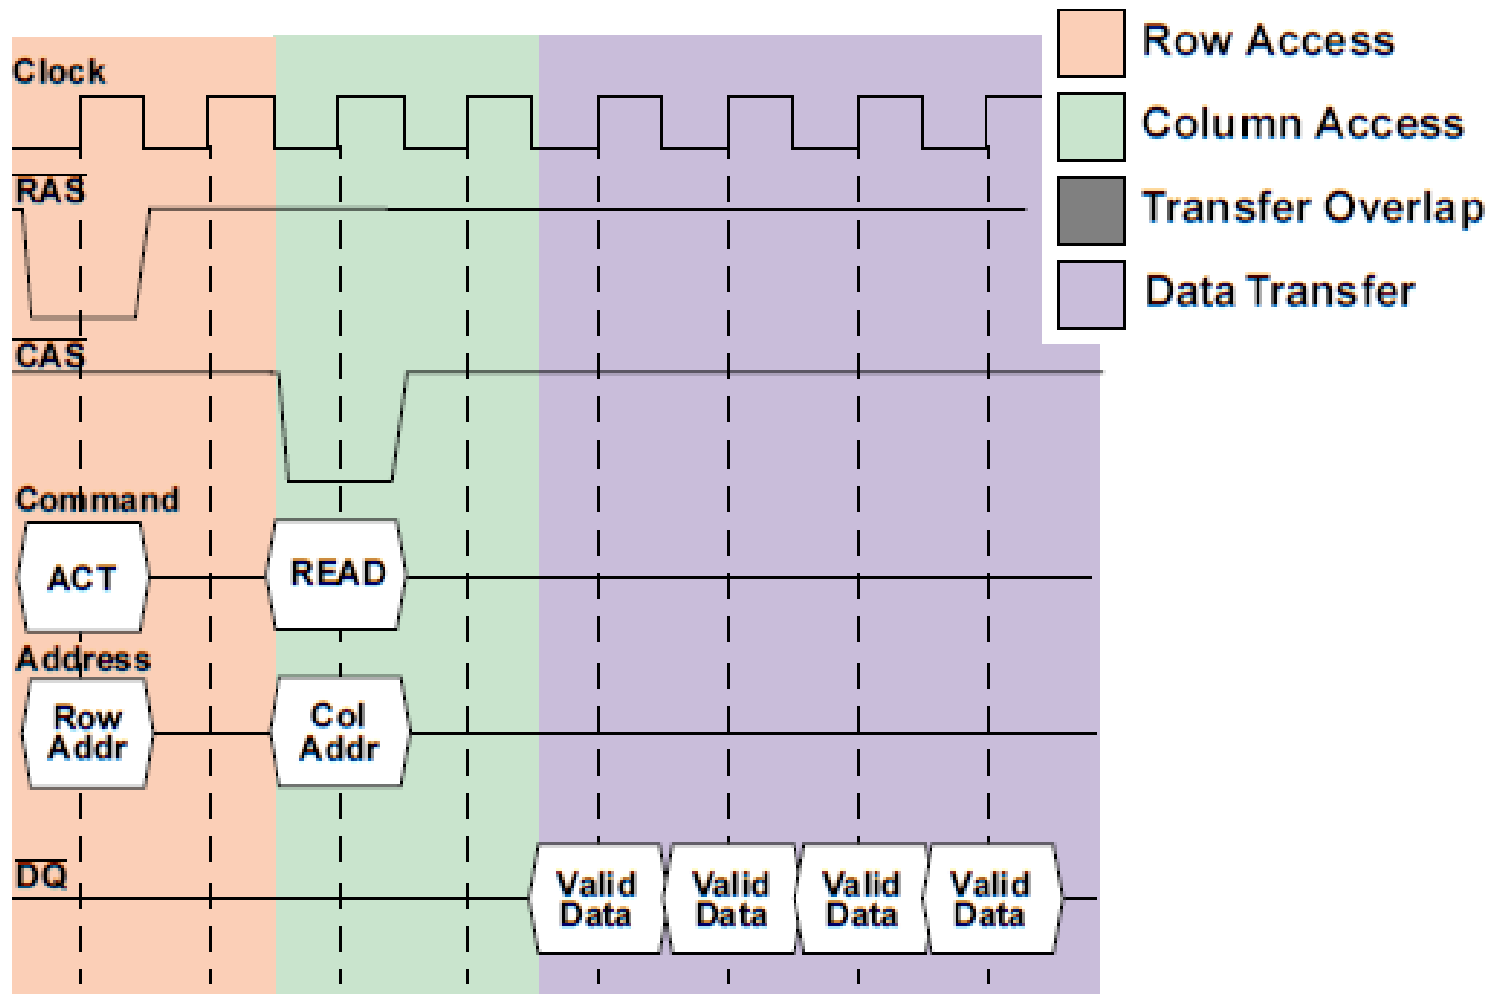 Clock
RAS
CAS
Command
ACT
READ
Address
Row
Addr
Col
Addr
DQ
Valid
Data
Valid
Data
Valid
Data
Valid
Data
Row Access
Column Access
Transfer Overlap
Data Transfer